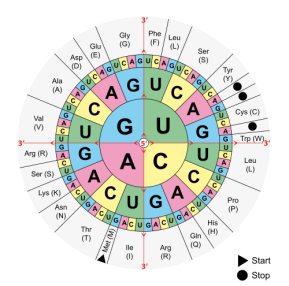 3'
Gly
(G)
Phe
(F)
Leu
(L)
Ser
(S)
Tyr
(Y)
Cys (C)
Trp (W)
Leu
(L)
Pro
(P)
His
(H)
Gln
(Q)
Arg
(R)
Ile
(I)
Met (M)
Thr
(T)
Asn
(N)
Lys (K)
Ser (S)
Arg (R)
Val
(V)
Ala
(A)
Asp
(D)
Glu
(E)
3'
3'
3'
5'
G
U
A
C
U
C
A
G
U
C
A
G
U
C
A
G
U
C
A
G
Start
Stop